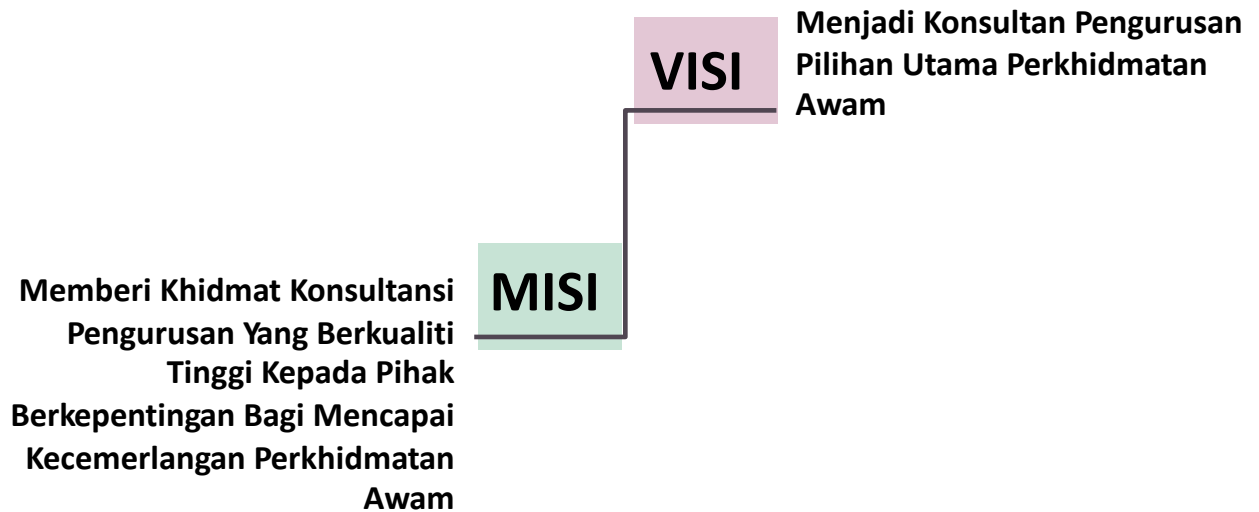 VISI
Menjadi Konsultan Pengurusan
Pilihan Utama Perkhidmatan
Awam
MISI
Memberi Khidmat Konsultansi
Pengurusan Yang Berkualiti
Tinggi Kepada Pihak
Berkepentingan Bagi Mencapai
Kecemerlangan Perkhidmatan
Awam